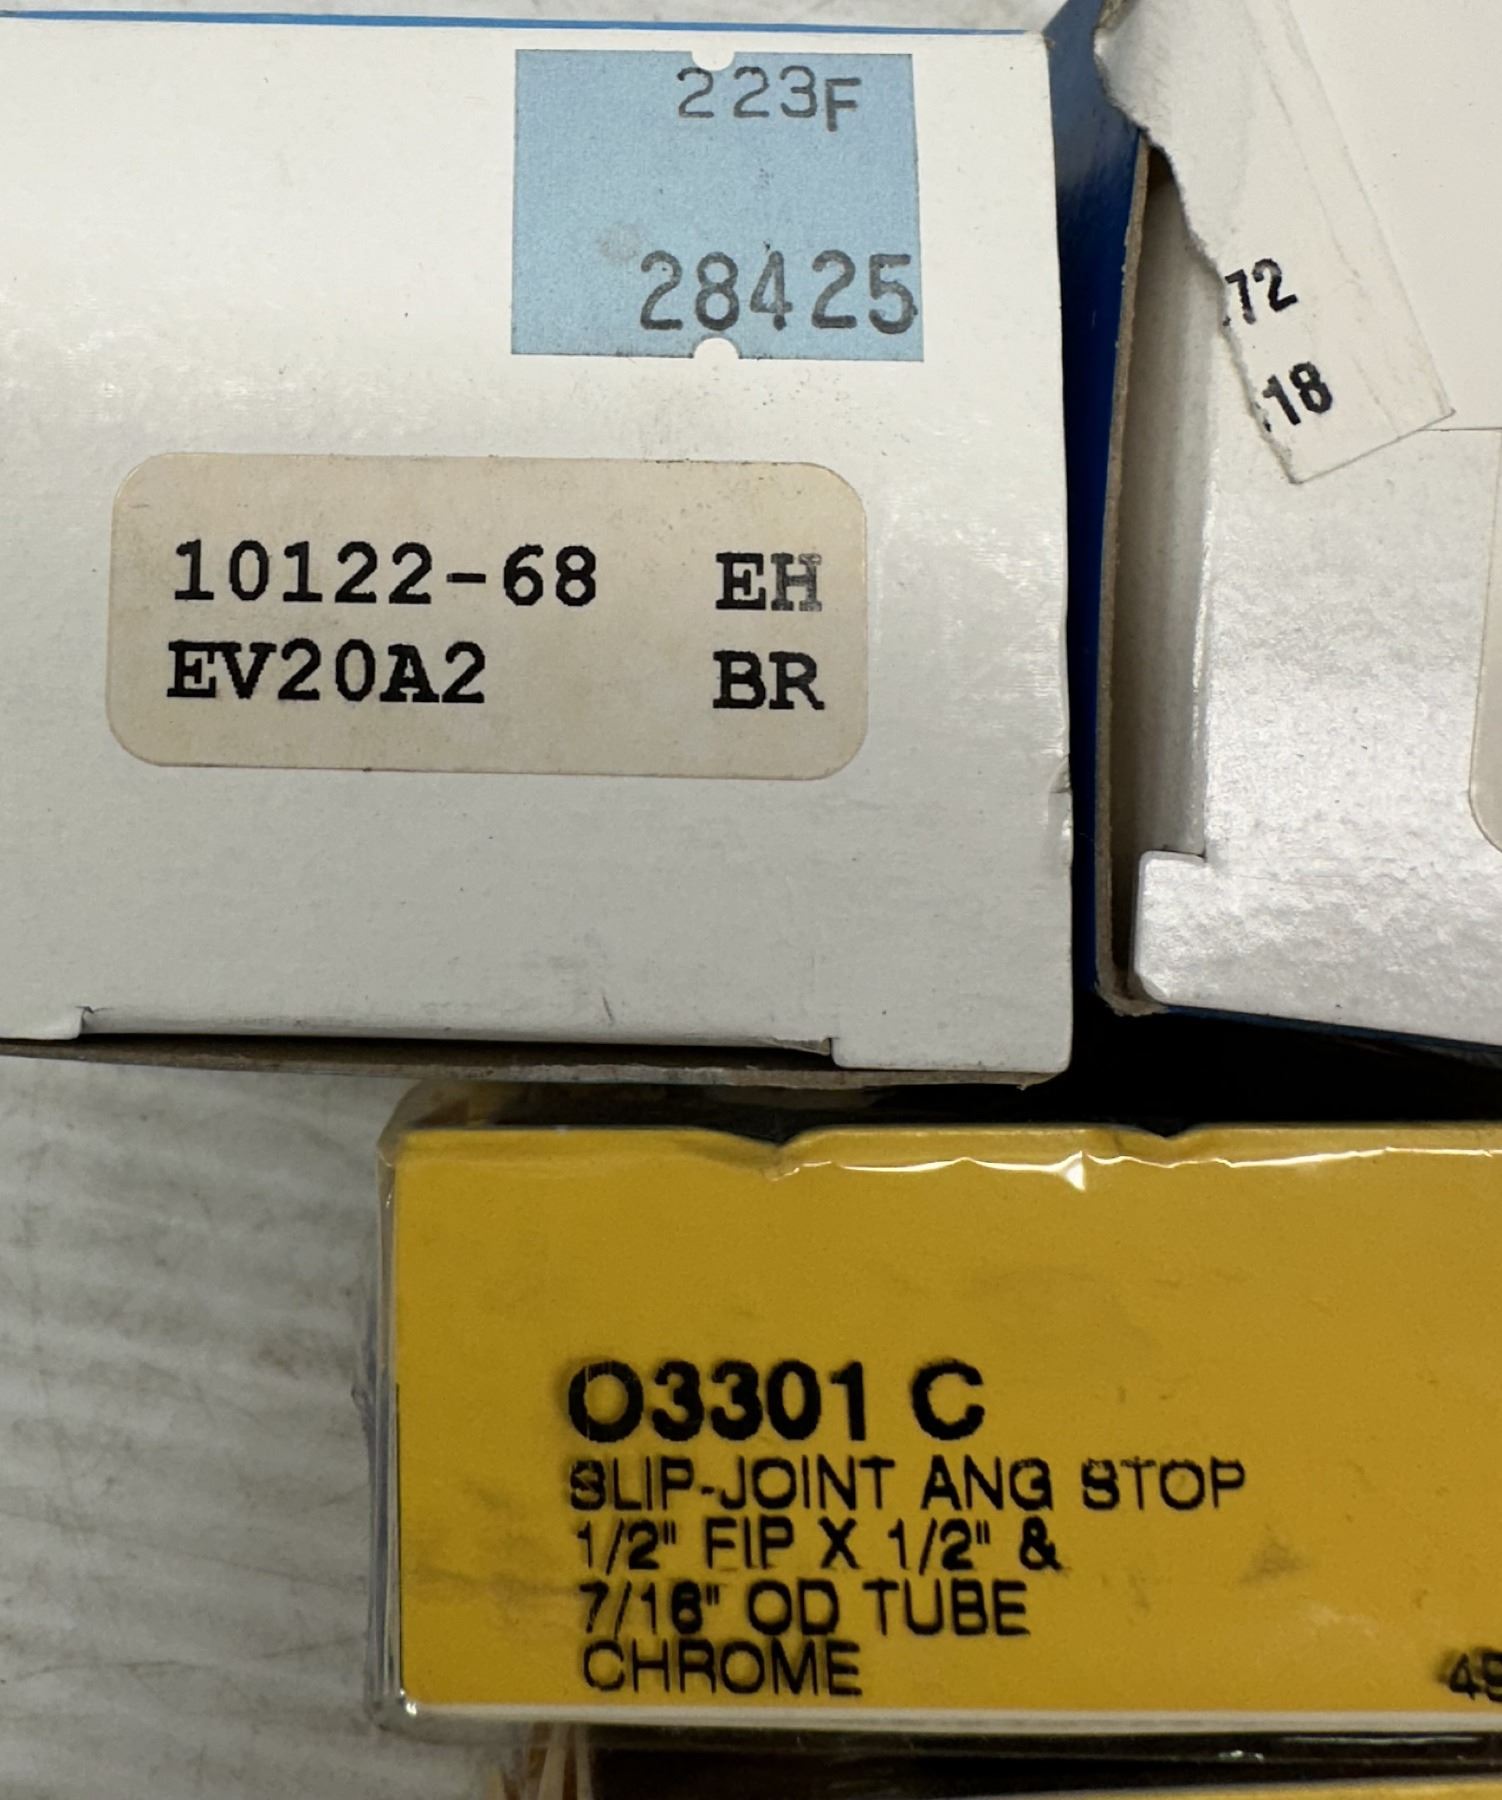 223F
28425
10122-68 EH
EV20A2 BR
.72
18
O3301 C
SLIP-JOINT ANG STOP
1/2" FIP X 1/2" &
7/16" OD TUBE
CHROME